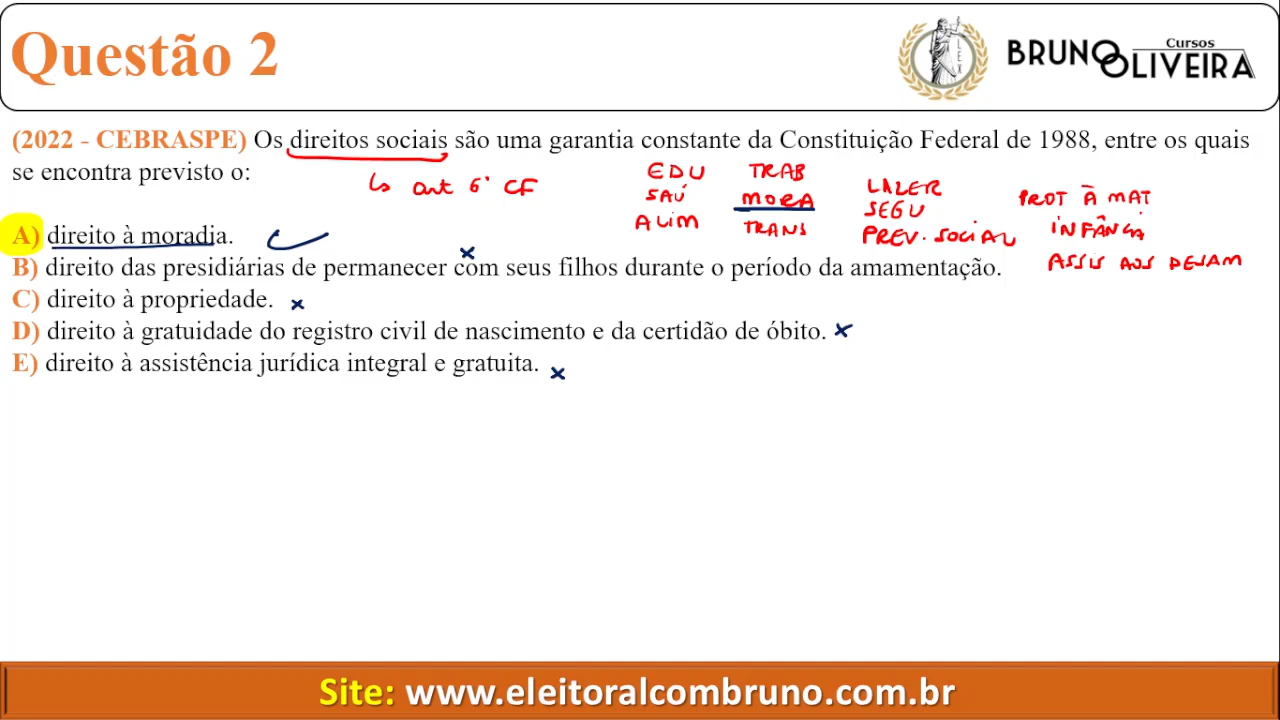 Questão 2
Cursos
BRUNO OLIVEIRA
LEX
(2022 - CEBRASPE) Os direitos sociais são uma garantia constante da Constituição Federal de 1988, entre os quais
se encontra previsto o:
↳ art 6° CF
EDU
SAÚ
ALIM
TRAB
MORA
TRANS
LAZER
SEGU
PREV. SOCIAL
PROT À MAT
INFÂNCIA
ASSIS AOS DESAM
A) direito à moradia.
B) direito das presidiárias de permanecer com seus filhos durante o período da amamentação.
C) direito à propriedade.
D) direito à gratuidade do registro civil de nascimento e da certidão de óbito.
E) direito à assistência jurídica integral e gratuita.
Site: www.eleitoralcombruno.com.br